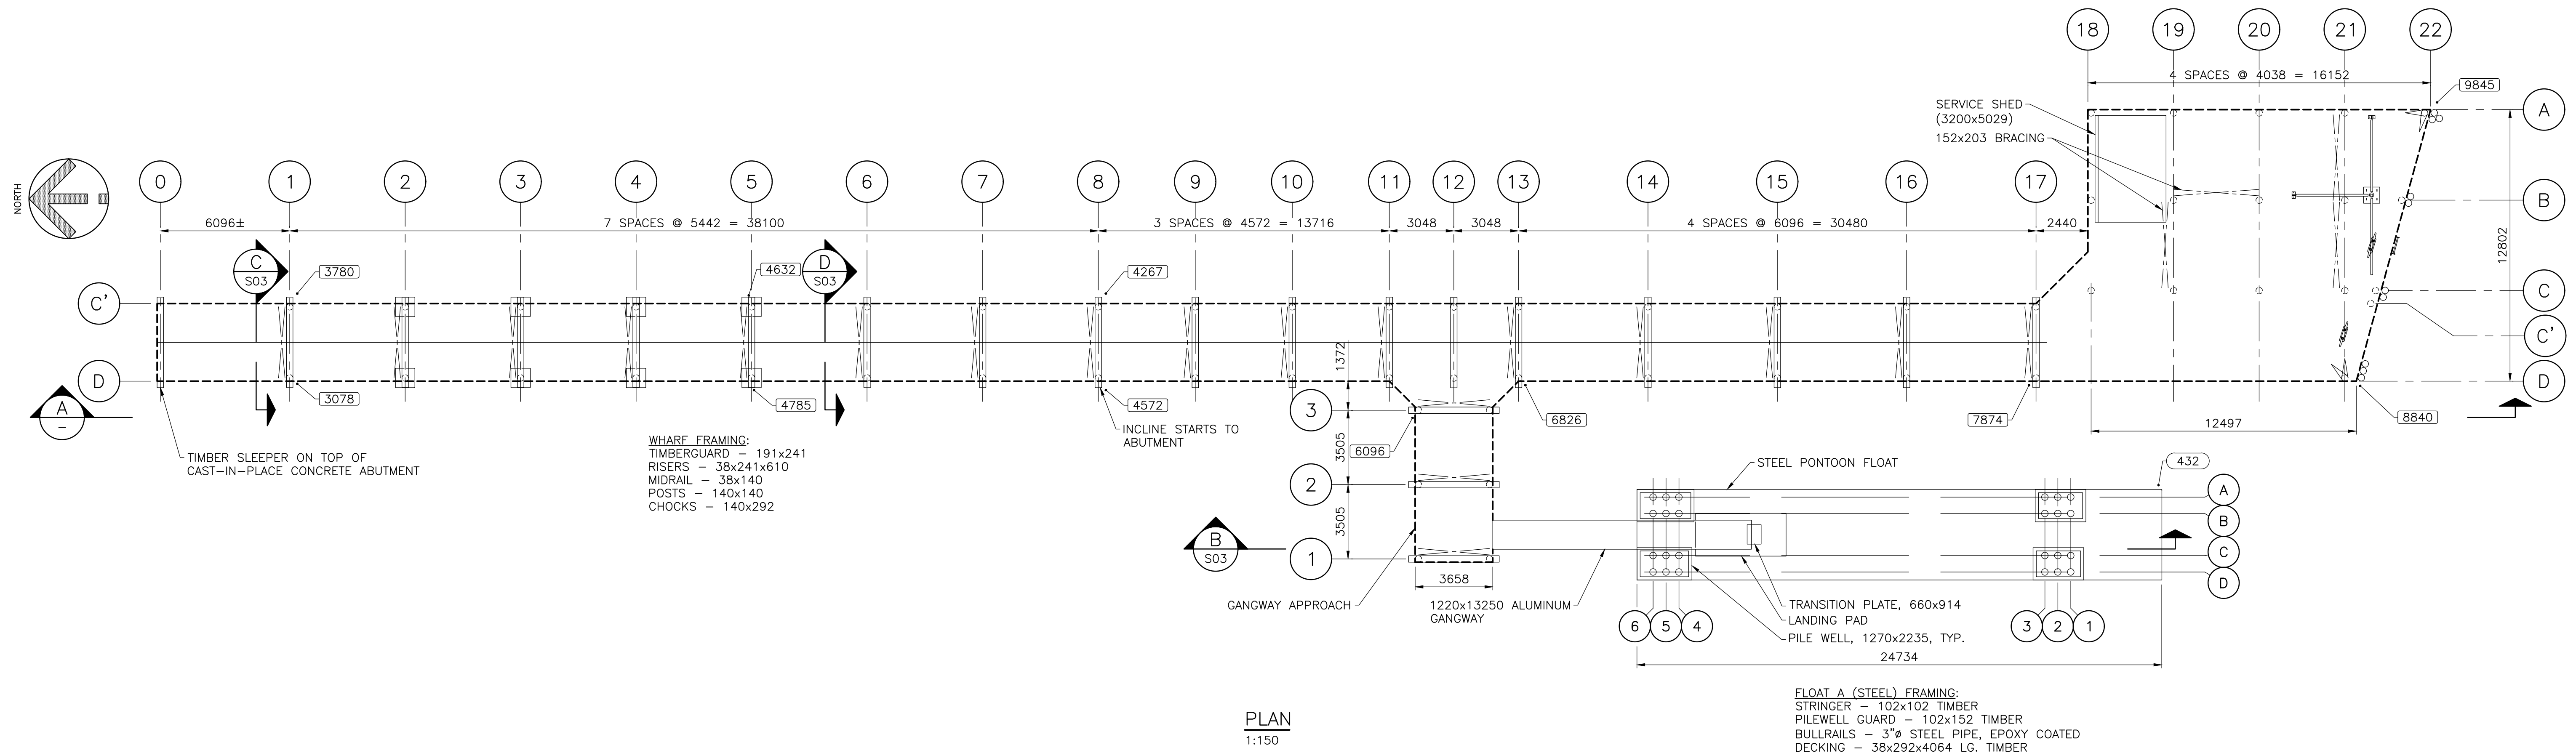 18
19
20
21
22
4 SPACES @ 4038 = 16152
9845
SERVICE SHED
(3200x5029)
152x203 BRACING
A
B
12802
C
C'
D
NORTH
0
1
2
3
4
5
6
7
8
9
10
11
12
13
14
15
16
17
6096±
7 SPACES @ 5442 = 38100
3 SPACES @ 4572 = 13716
3048
3048
4 SPACES @ 6096 = 30480
2440
C
S03
3780
4632
D
S03
4267
C'
D
A
-
3078
4785
4572
1372
3
6096
6826
7874
12497
8840
TIMBER SLEEPER ON TOP OF
CAST-IN-PLACE CONCRETE ABUTMENT
INCLINE STARTS TO
ABUTMENT
WHARF FRAMING:
TIMBERGUARD - 191x241
RISERS - 38x241x610
MIDRAIL - 38x140
POSTS - 140x140
CHOCKS - 140x292
3505
2
3505
1
B
S03
3658
GANGWAY APPROACH
1220x13250 ALUMINUM
GANGWAY
STEEL PONTOON FLOAT
432
A
B
C
D
TRANSITION PLATE, 660x914
LANDING PAD
PILE WELL, 1270x2235, TYP.
6
5
4
3
2
1
24734
FLOAT A (STEEL) FRAMING:
STRINGER - 102x102 TIMBER
PILEWELL GUARD - 102x152 TIMBER
BULLRAILS - 3"ø STEEL PIPE, EPOXY COATED
DECKING - 38x292x4064 LG. TIMBER
PLAN
1:150